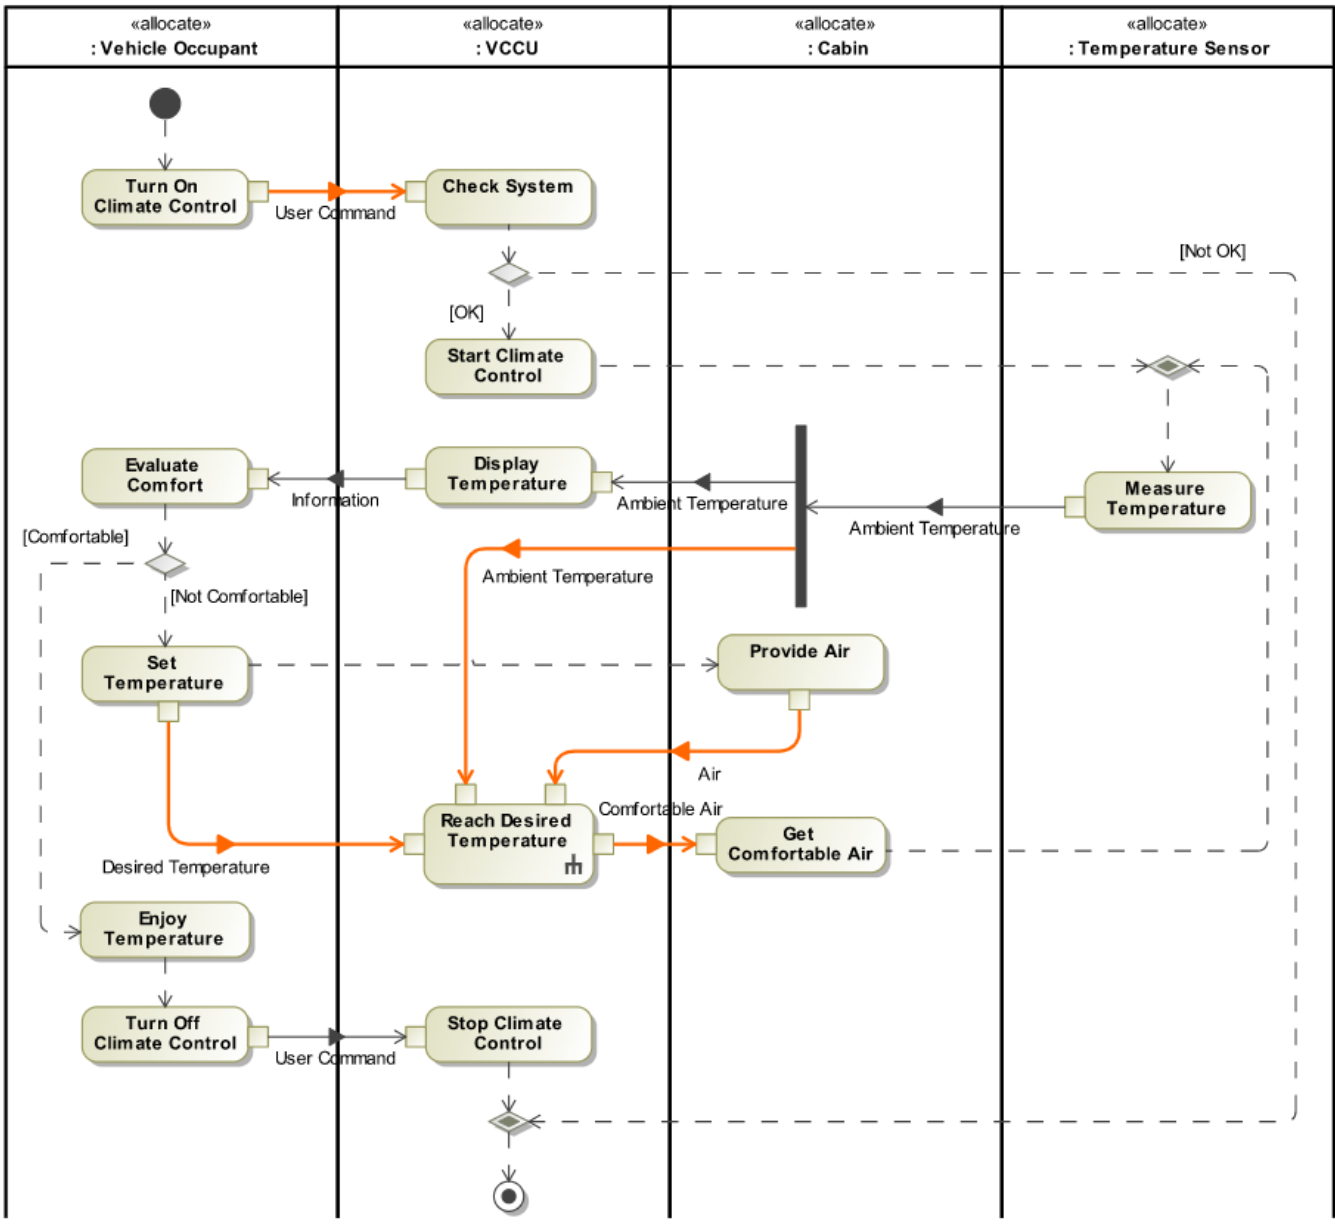 «allocate»
: Vehicle Occupant
«allocate»
: VCCU
«allocate»
: Cabin
«allocate»
: Temperature Sensor
Turn On
Climate Control
User Command
Check System
[Not OK]
[OK]
Start Climate
Control
Evaluate
Comfort
Information
Display
Temperature
Ambient Temperature
Ambient Temperature
Measure
Temperature
[Comfortable]
Ambient Temperature
[Not Comfortable]
Set
Temperature
Provide Air
Air
Comfortable Air
Reach Desired
Temperature
Get
Comfortable Air
Desired Temperature
Enjoy
Temperature
Turn Off
Climate Control
User Command
Stop Climate
Control